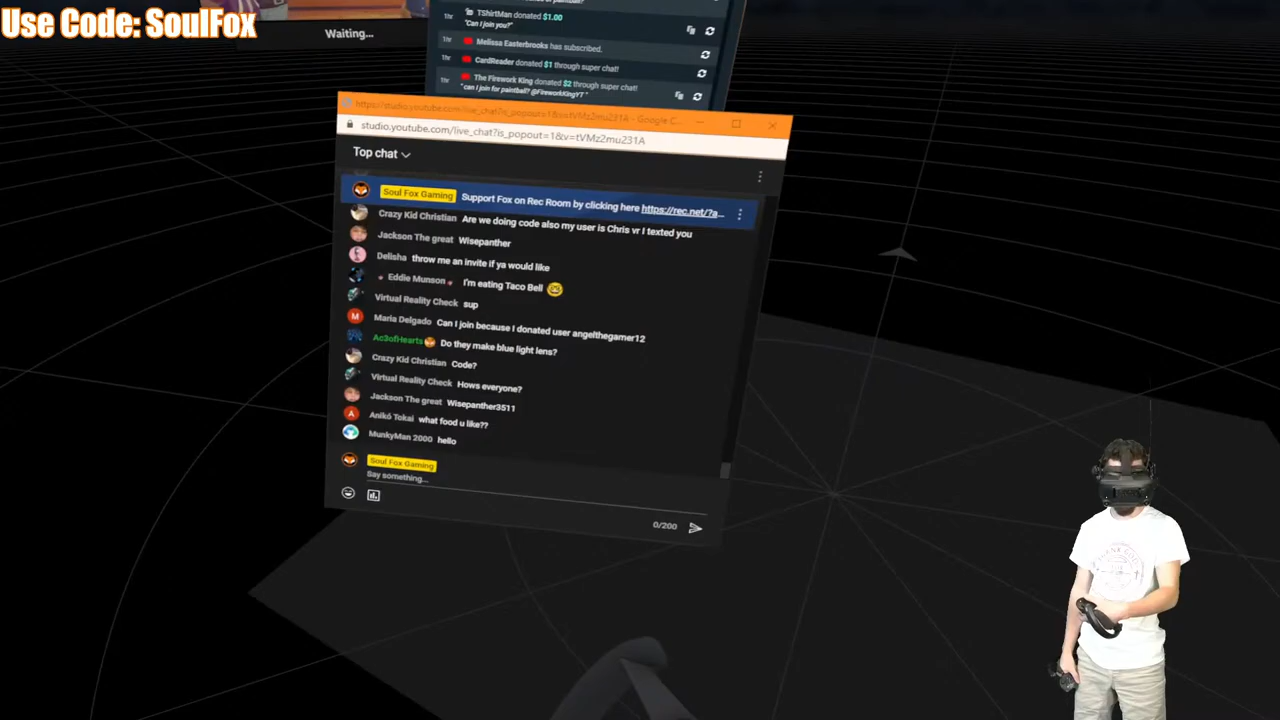 Use Code: SoulFox
Waiting...
1hr TShirtMan donated $1.00
"Can I join you?"
1hr Melissa Easterbrooks has subscribed.
1hr CardReader donated $1 through super chat!
1hr The Firework King donated $2 through super chat!
" can I join for paintball? @FireworkKingYT "
studio.youtube.com/live_chat?is_popout=1&v=tVMz2mu231A
Top chat
Soul Fox Gaming Support Fox on Rec Room by clicking here https://rec.net/?a...
Crazy Kid Christian Are we doing code also my user is Chris vr I texted you
Jackson The great Wisepanther
Delisha throw me an invite if ya would like
Eddie Munson I'm eating Taco Bell
Virtual Reality Check sup
M Maria Delgado Can I join because I donated user angelthegamer12
Ac3ofHearts Do they make blue light lens?
Crazy Kid Christian Code?
Virtual Reality Check Hows everyone?
Jackson The great Wisepanther3511
A Anikó Tokai what food u like??
MunkyMan 2000 hello
Soul Fox Gaming
Say something...
0/200